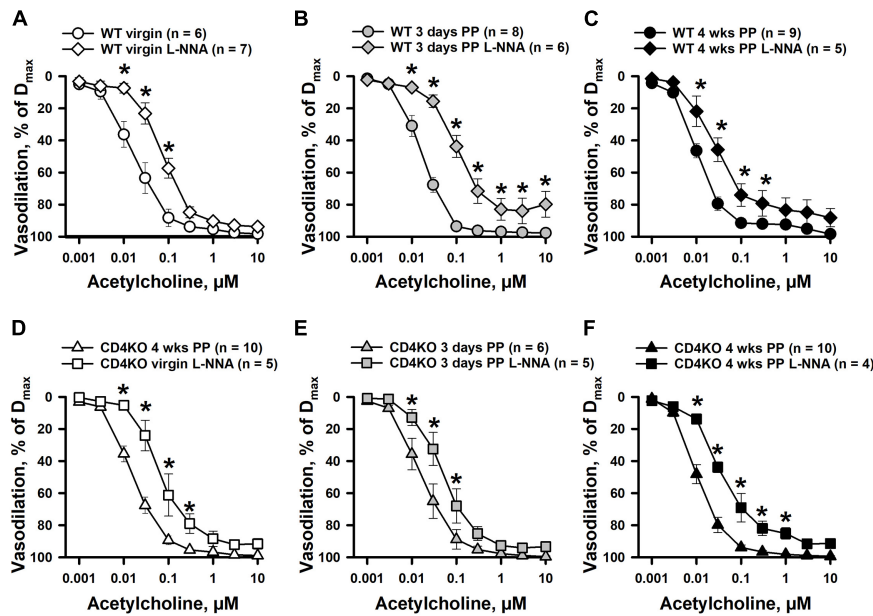 A
WT virgin (n = 6)
WT virgin L-NNA (n = 7)
Vasodilation, % of Dmax
0
20
40
60
80
100
* * *
0.001 0.01 0.1 1 10
Acetylcholine, µM
B
WT 3 days PP (n = 8)
WT 3 days PP L-NNA (n = 6)
Vasodilation, % of Dmax
0
20
40
60
80
100
* * * * * * *
0.001 0.01 0.1 1 10
Acetylcholine, µM
C
WT 4 wks PP (n = 9)
WT 4 wks PP L-NNA (n = 5)
Vasodilation, % of Dmax
0
20
40
60
80
100
* * * *
0.001 0.01 0.1 1 10
Acetylcholine, µM
D
CD4KO 4 wks PP (n = 10)
CD4KO virgin L-NNA (n = 5)
Vasodilation, % of Dmax
0
20
40
60
80
100
* * * *
0.001 0.01 0.1 1 10
Acetylcholine, µM
E
CD4KO 3 days PP (n = 6)
CD4KO 3 days PP L-NNA (n = 5)
Vasodilation, % of Dmax
0
20
40
60
80
100
* * *
0.001 0.01 0.1 1 10
Acetylcholine, µM
F
CD4KO 4 wks PP (n = 10)
CD4KO 4 wks PP L-NNA (n = 4)
Vasodilation, % of Dmax
0
20
40
60
80
100
* * * * *
0.001 0.01 0.1 1 10
Acetylcholine, µM